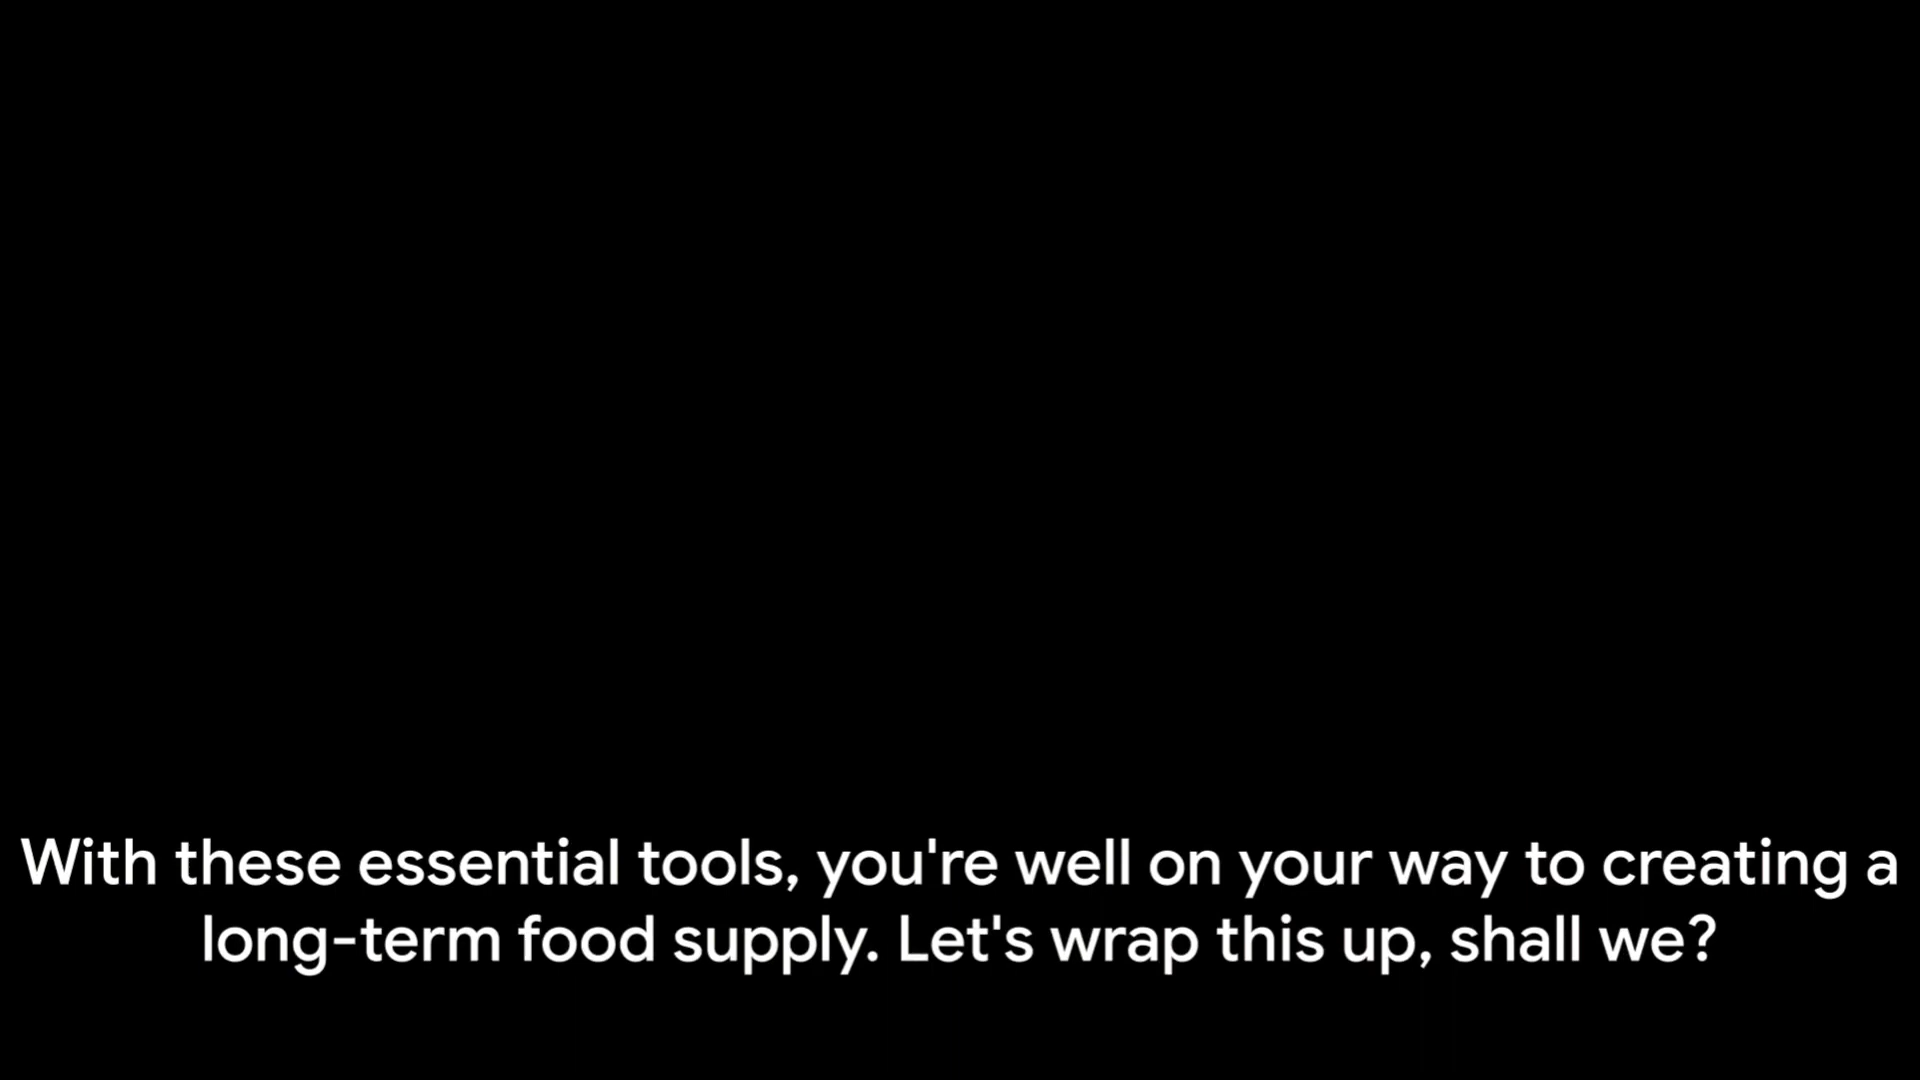 With these essential tools, you're well on your way to creating a
long-term food supply. Let's wrap this up, shall we?